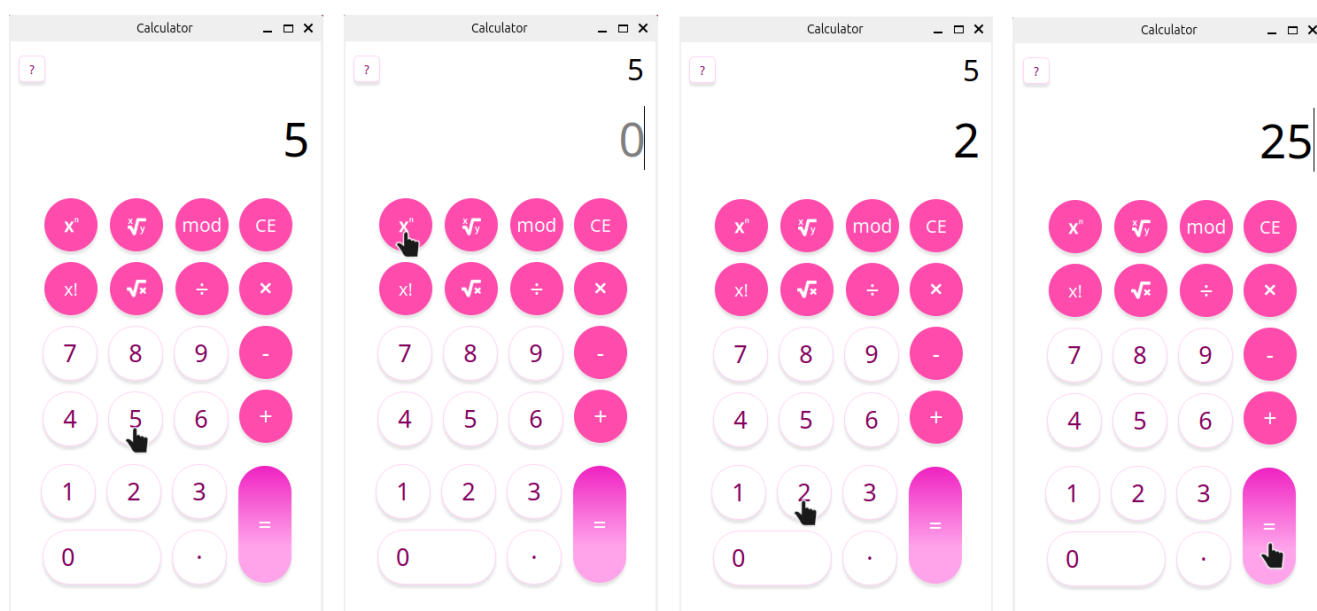 Calculator
?
5
xⁿ ˣ√y mod CE
x! √x ÷ ×
7 8 9 -
4 5 6 +
1 2 3
0 . =
Calculator
?
5
0
xⁿ ˣ√y mod CE
x! √x ÷ ×
7 8 9 -
4 5 6 +
1 2 3
0 . =
Calculator
?
5
2
xⁿ ˣ√y mod CE
x! √x ÷ ×
7 8 9 -
4 5 6 +
1 2 3
0 . =
Calculator
?
25
xⁿ ˣ√y mod CE
x! √x ÷ ×
7 8 9 -
4 5 6 +
1 2 3
0 . =